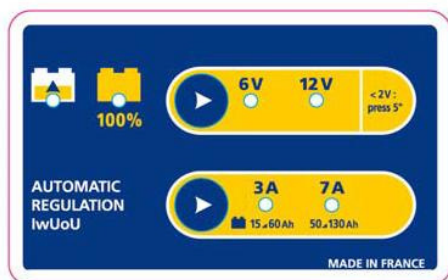 6V 12V
< 2V :
press 5"
100%
AUTOMATIC
REGULATION
IwUoU
3A 7A
15⊿60Ah 50⊿130Ah
MADE IN FRANCE